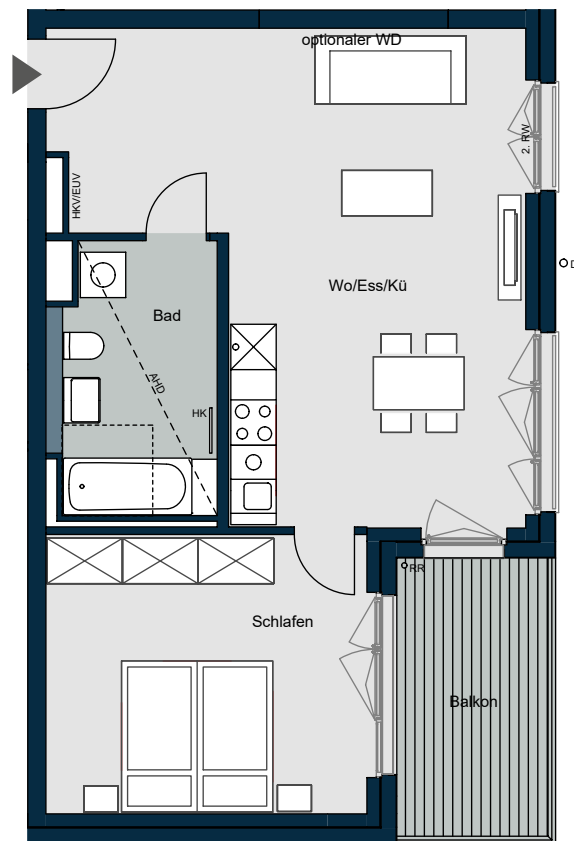 optionaler WD
2. RW
HKV/EUV
D
Wo/Ess/Kü
Bad
AHD
HK
RR
Schlafen
Balkon